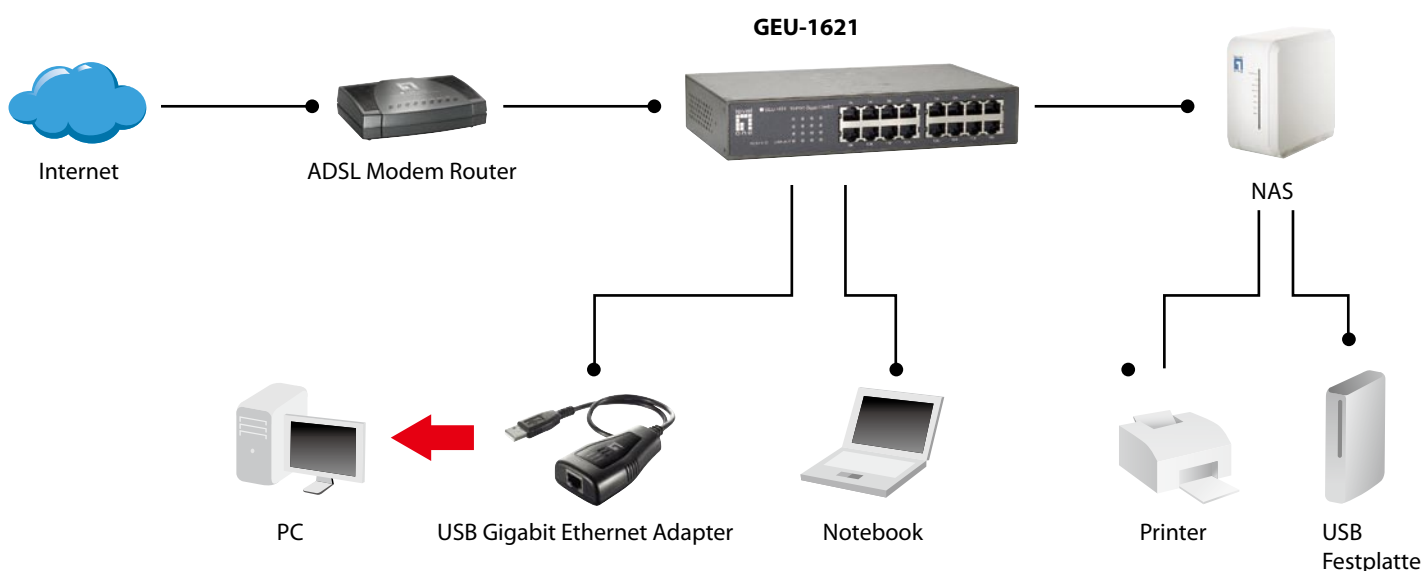 GEU-1621
Internet
ADSL Modem Router
NAS
PC
USB Gigabit Ethernet Adapter
Notebook
Printer
USB
Festplatte